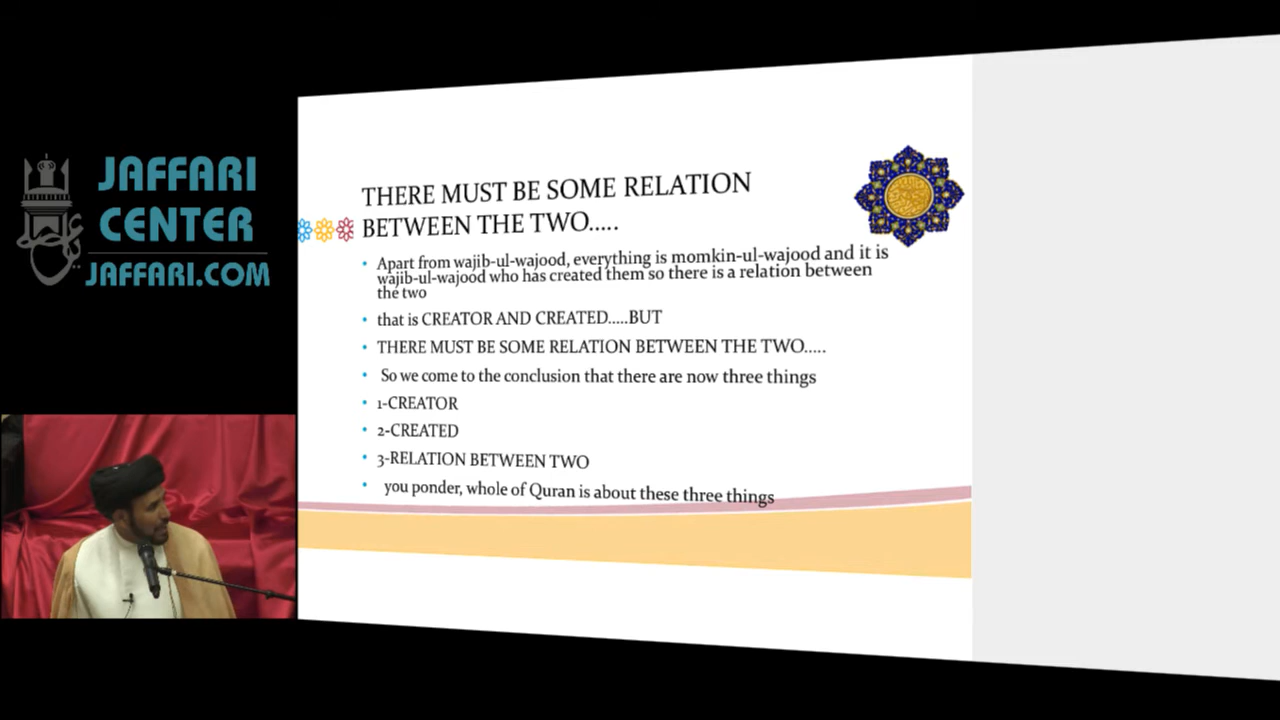 JAFFARI
CENTER
JAFFARI.COM
THERE MUST BE SOME RELATION
BETWEEN THE TWO.....
• Apart from wajib-ul-wajood, everything is momkin-ul-wajood and it is
wajib-ul-wajood who has created them so there is a relation between
the two
• that is CREATOR AND CREATED.....BUT
• THERE MUST BE SOME RELATION BETWEEN THE TWO.....
• So we come to the conclusion that there are now three things
• 1-CREATOR
• 2-CREATED
• 3-RELATION BETWEEN TWO
• you ponder, whole of Quran is about these three things